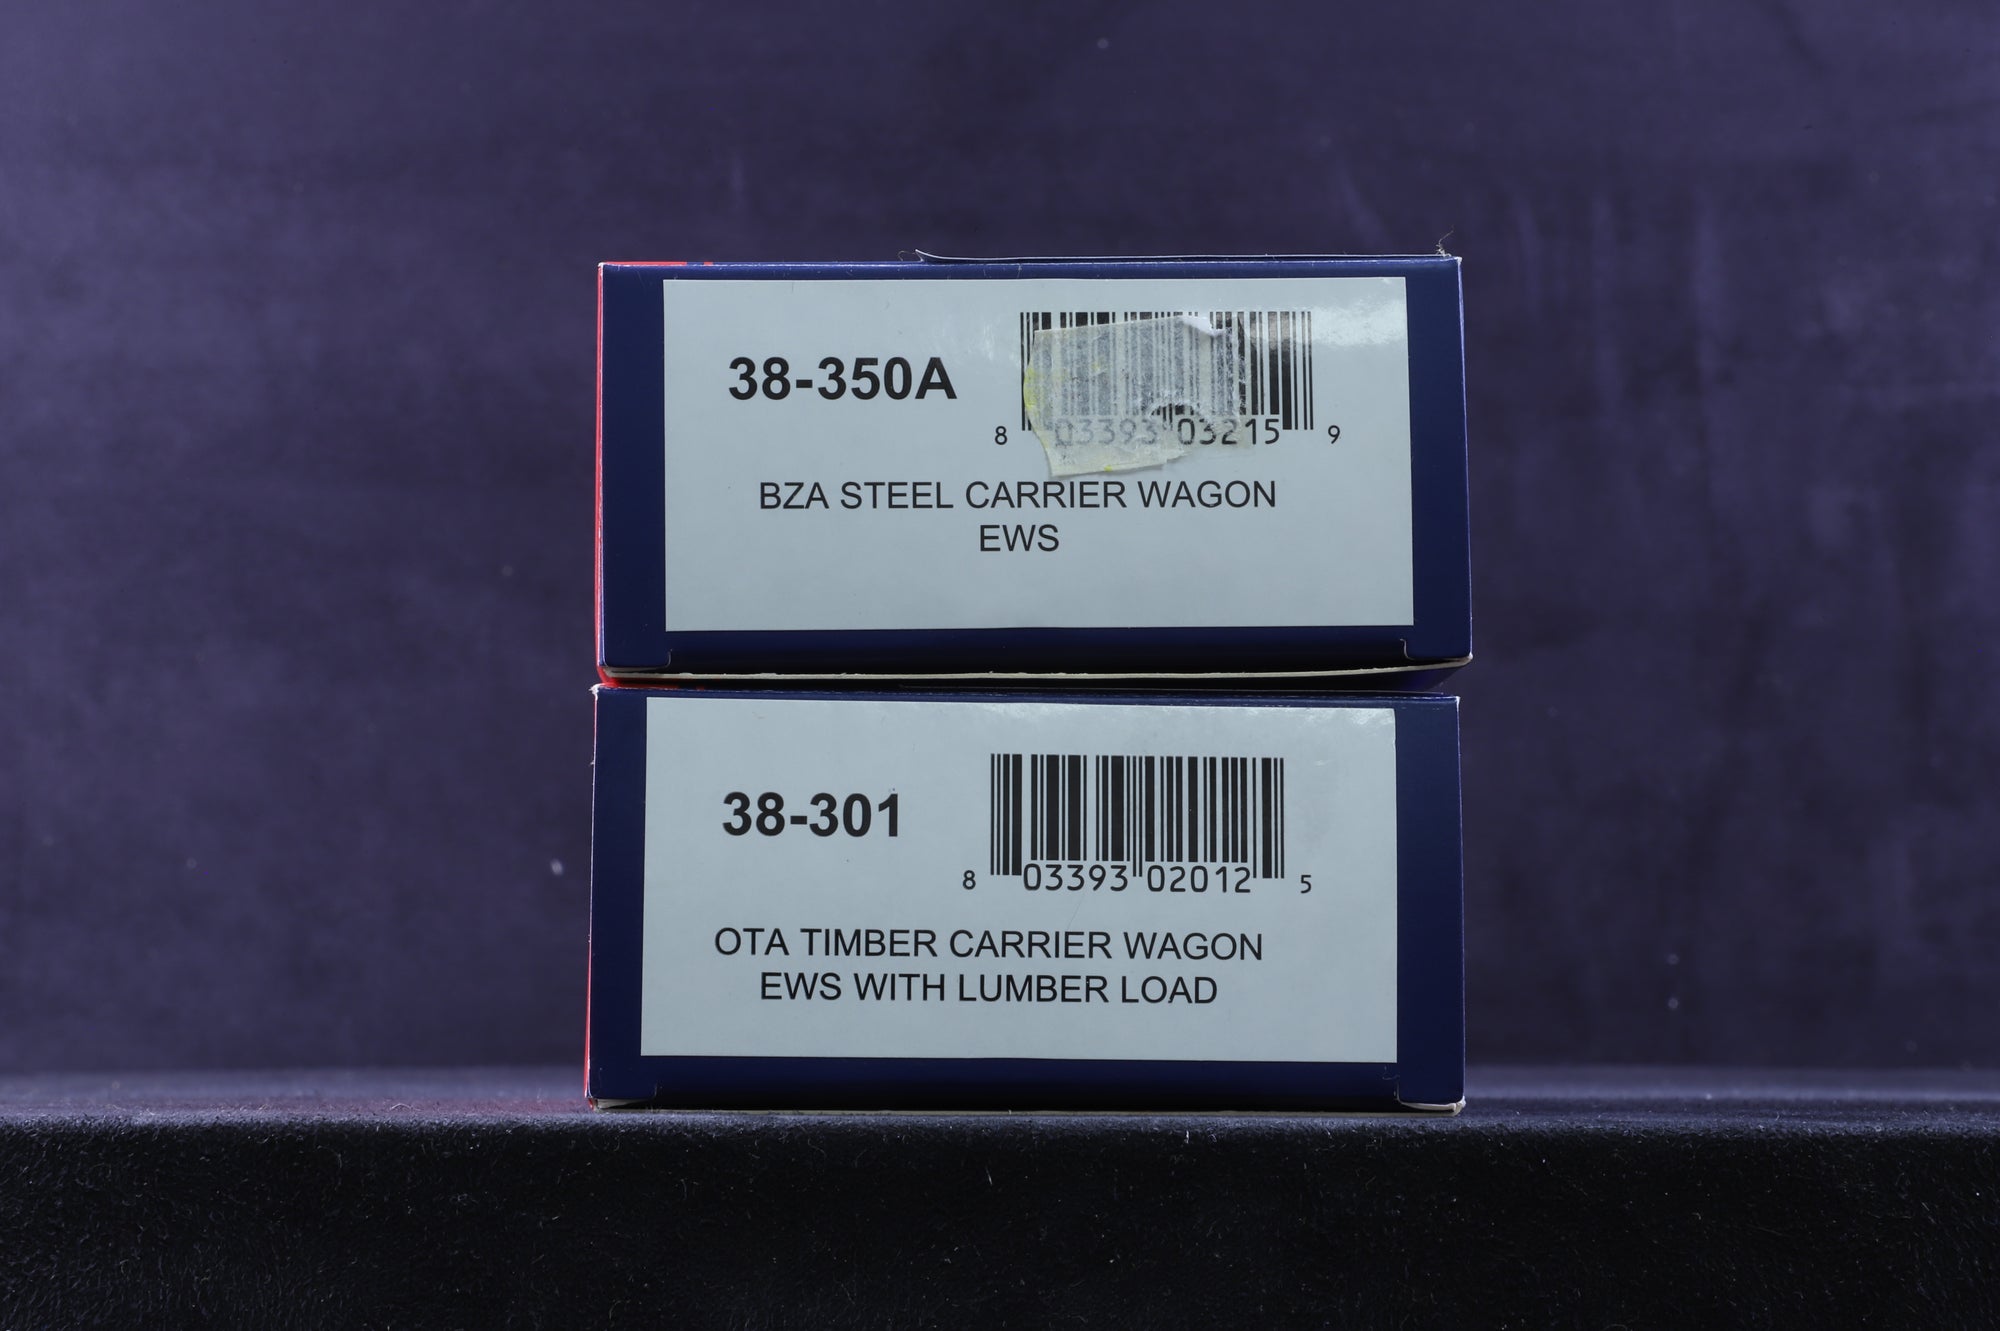 38-350A
8 03393 03215 9
BZA STEEL CARRIER WAGON
EWS
38-301
8 03393 02012 5
OTA TIMBER CARRIER WAGON
EWS WITH LUMBER LOAD